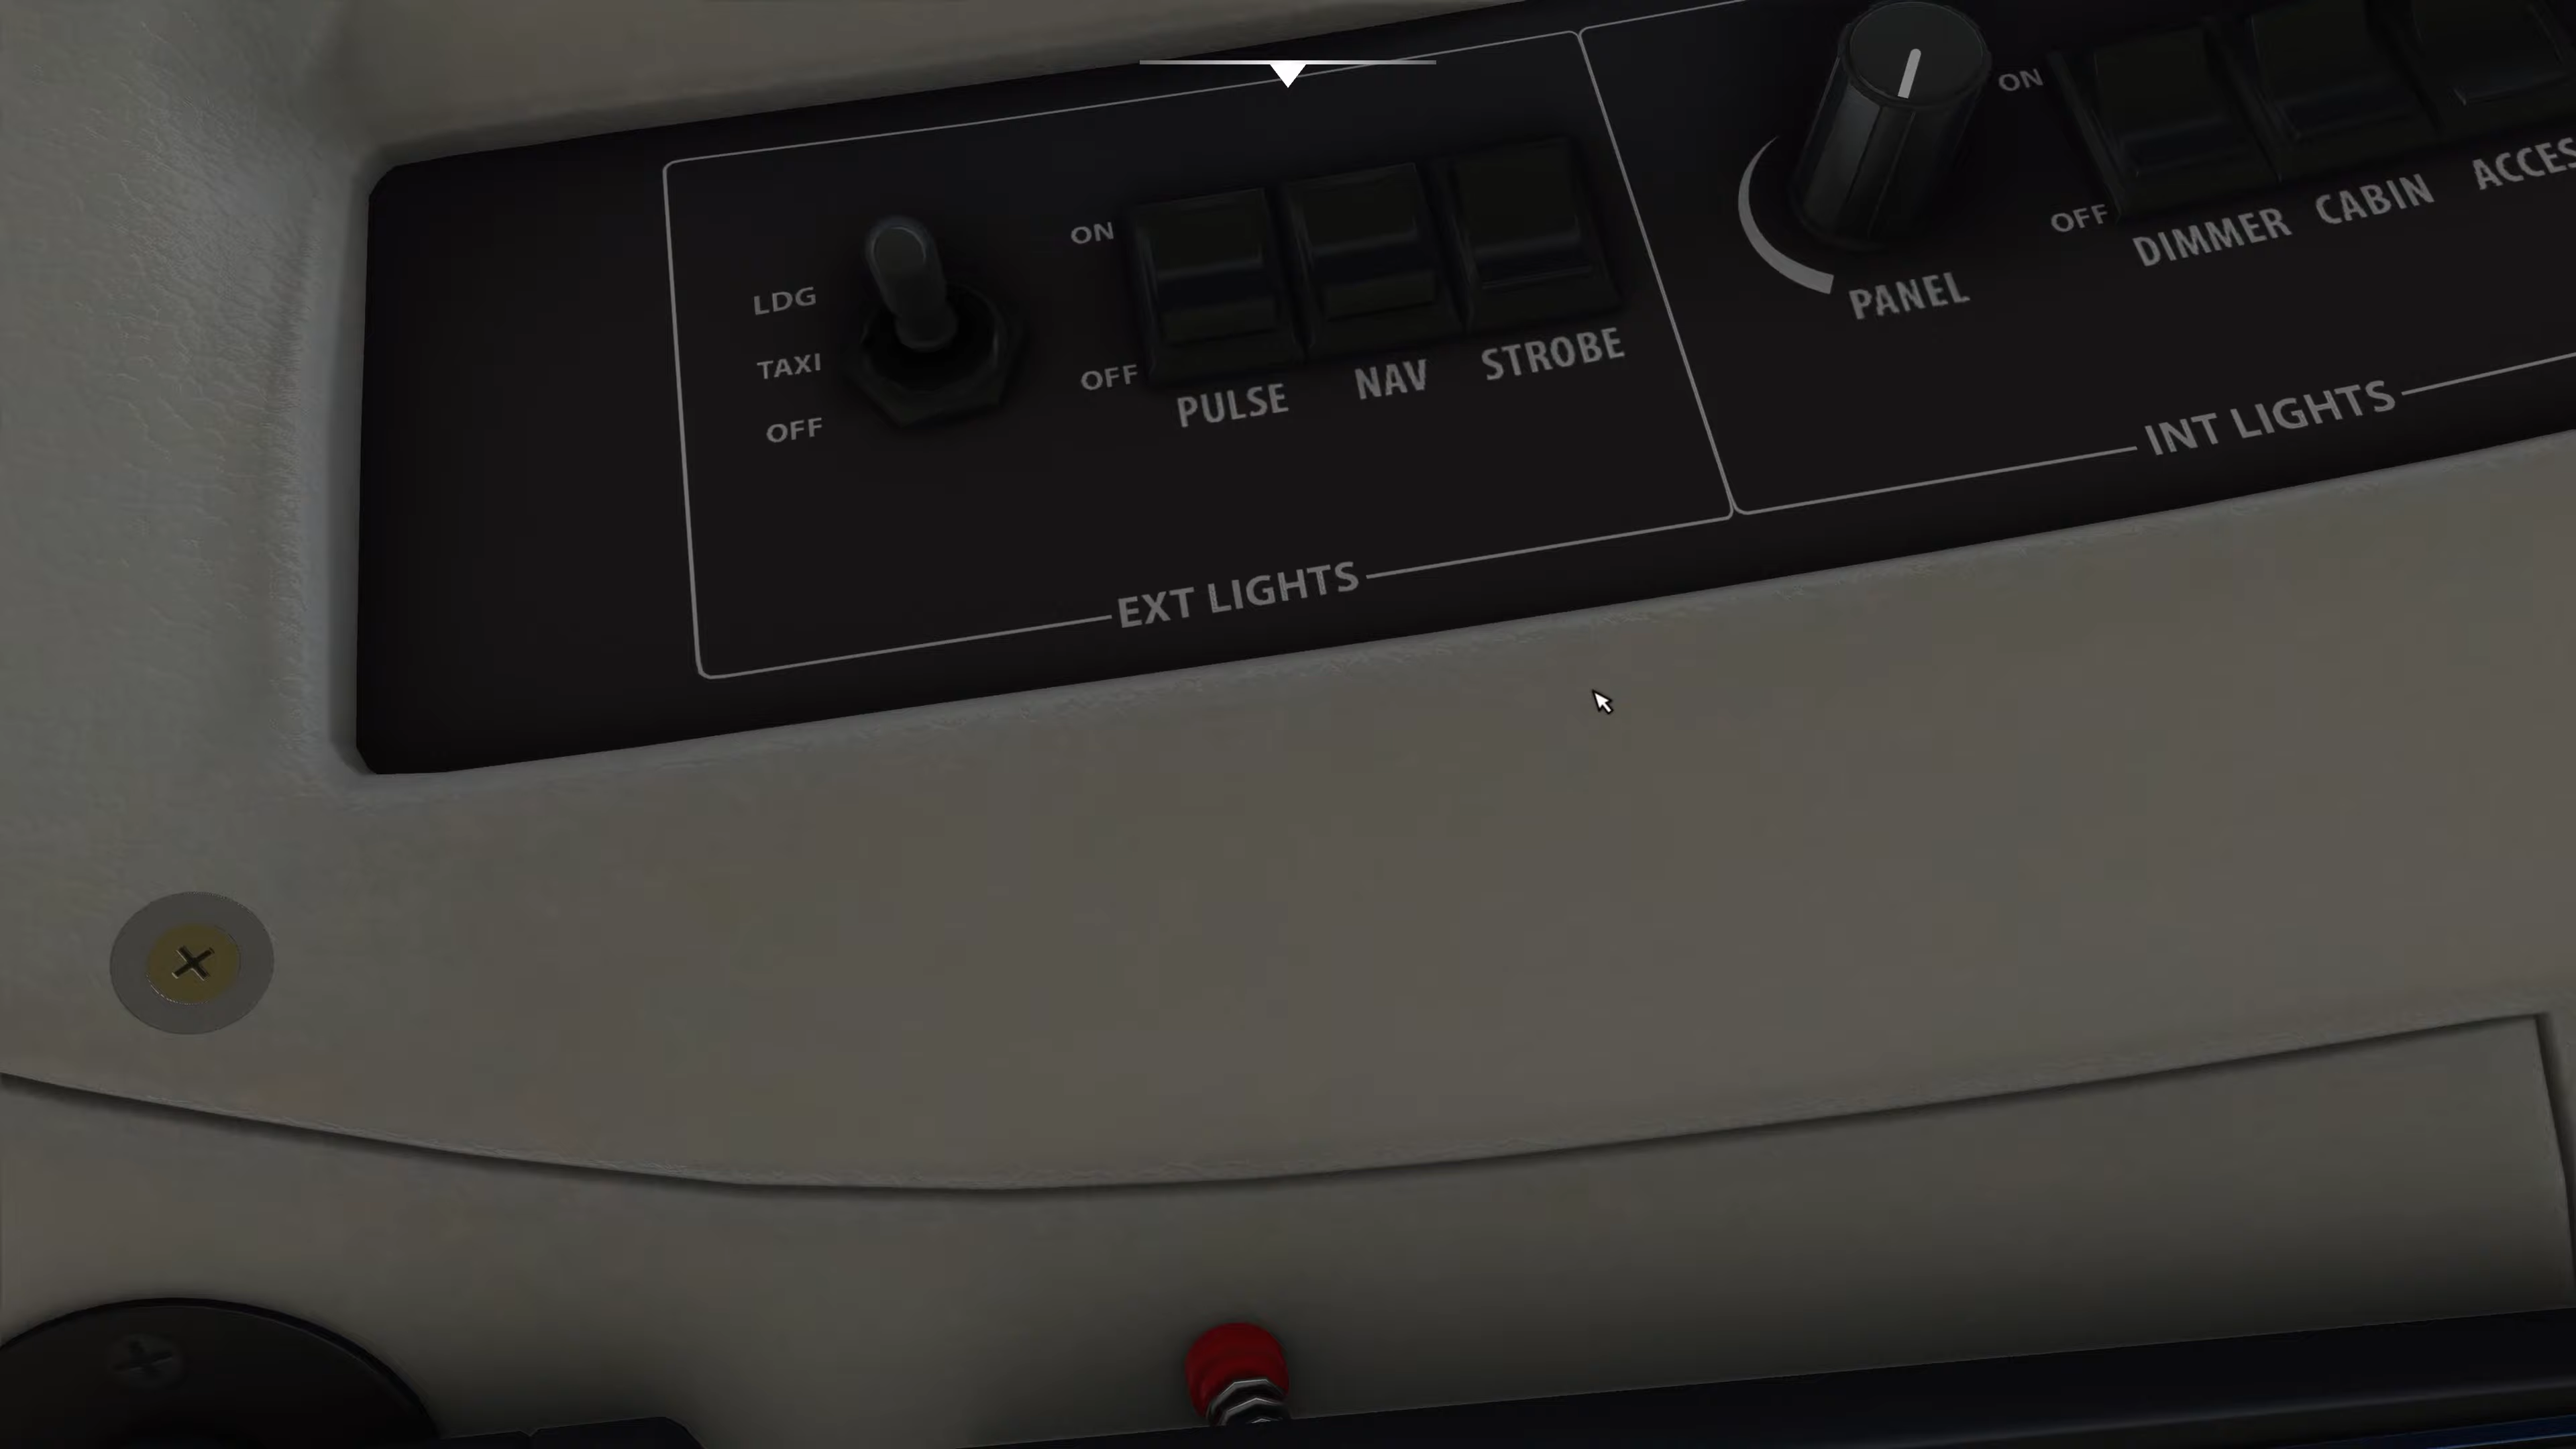 LDG
TAXI
OFF
ON
OFF
PULSE NAV STROBE
EXT LIGHTS
PANEL
ON
OFF
DIMMER CABIN
INT LIGHTS